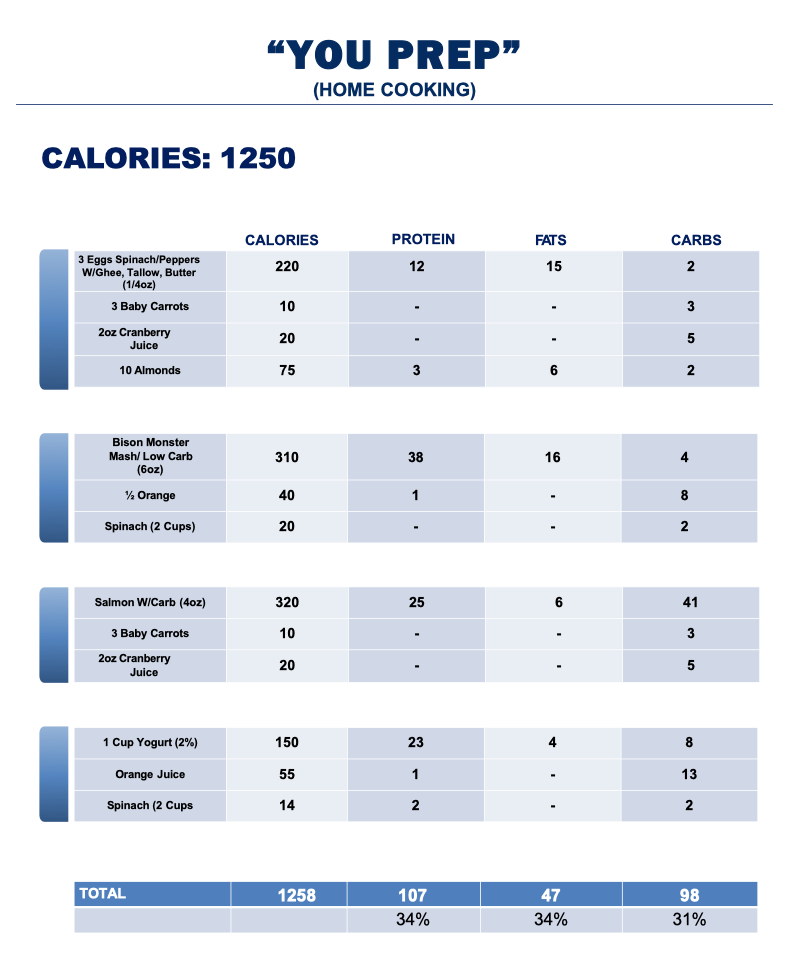 “YOU PREP”
(HOME COOKING)
CALORIES: 1250
CALORIES PROTEIN FATS CARBS
3 Eggs Spinach/Peppers
W/Ghee, Tallow, Butter
(1/4oz)
220 12 15 2
3 Baby Carrots 10 - - 3
2oz Cranberry
Juice
20 - - 5
10 Almonds 75 3 6 2
Bison Monster
Mash/ Low Carb
(6oz)
310 38 16 4
½ Orange 40 1 - 8
Spinach (2 Cups) 20 - - 2
Salmon W/Carb (4oz) 320 25 6 41
3 Baby Carrots 10 - - 3
2oz Cranberry
Juice
20 - - 5
1 Cup Yogurt (2%) 150 23 4 8
Orange Juice 55 1 - 13
Spinach (2 Cups 14 2 - 2
TOTAL 1258 107 47 98
34% 34% 31%